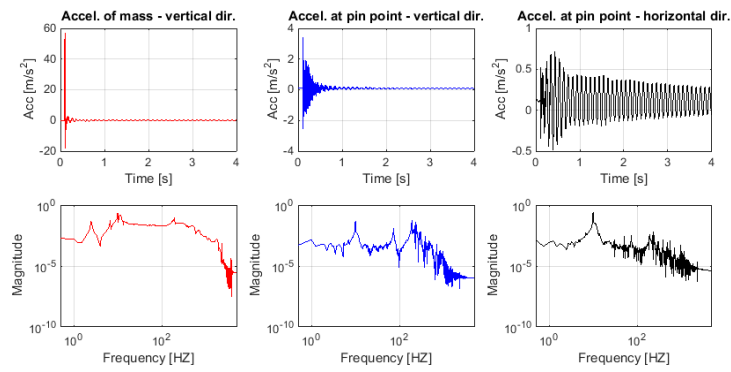 Accel. of mass - vertical dir.
Accel. at pin point - vertical dir.
Accel. at pin point - horizontal dir.
Acc [m/s²]
60
40
20
0
-20
0 1 2 3 4
Time [s]
Acc [m/s²]
4
2
0
-2
-4
0 1 2 3 4
Time [s]
Acc [m/s²]
1
0.5
0
-0.5
0 1 2 3 4
Time [s]
Magnitude
10⁰
10⁻⁵
10⁻¹⁰
10⁰ 10²
Frequency [HZ]
Magnitude
10⁰
10⁻⁵
10⁻¹⁰
10⁰ 10²
Frequency [HZ]
Magnitude
10⁰
10⁻⁵
10⁻¹⁰
10⁰ 10²
Frequency [HZ]